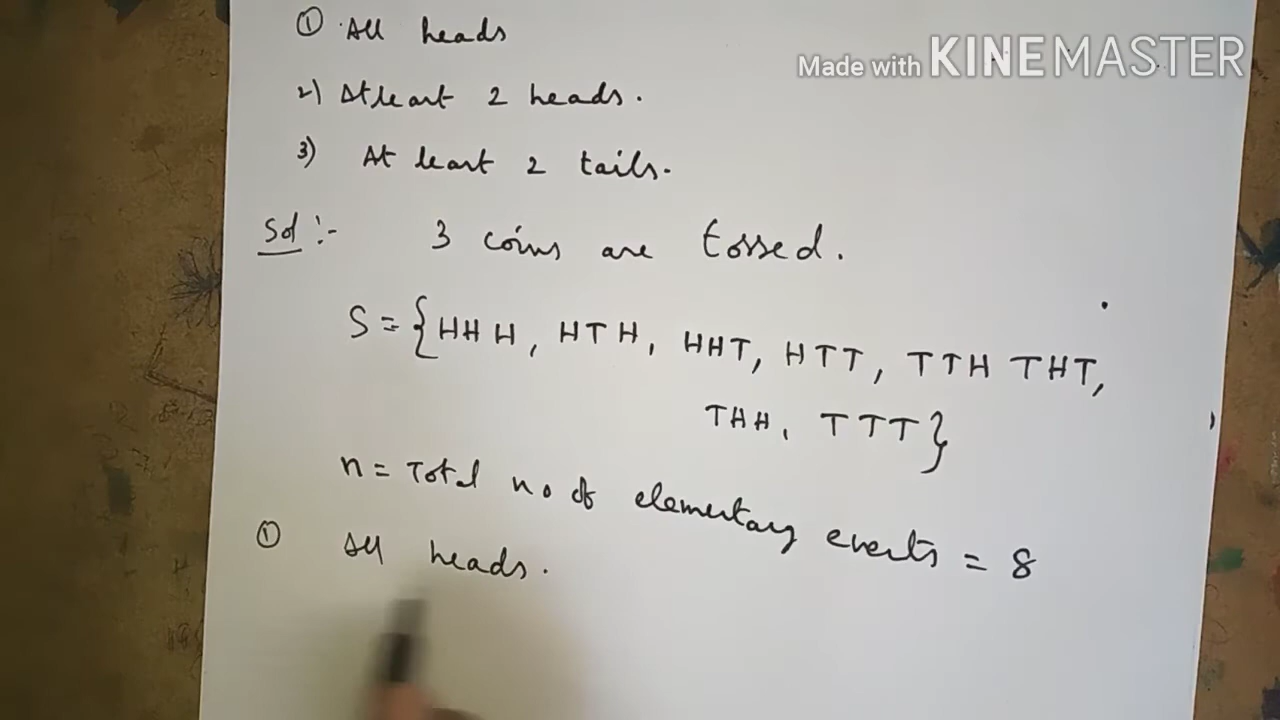 ① All heads
Made with KINEMASTER
2) Atleast 2 heads.
3) At least 2 tails.
Sol :- 3 coins are tossed.
S = {HHH, HTH, HHT, HTT, TTH THT,
THH, TTT}
n = Total no of elementary events = 8
① All heads.